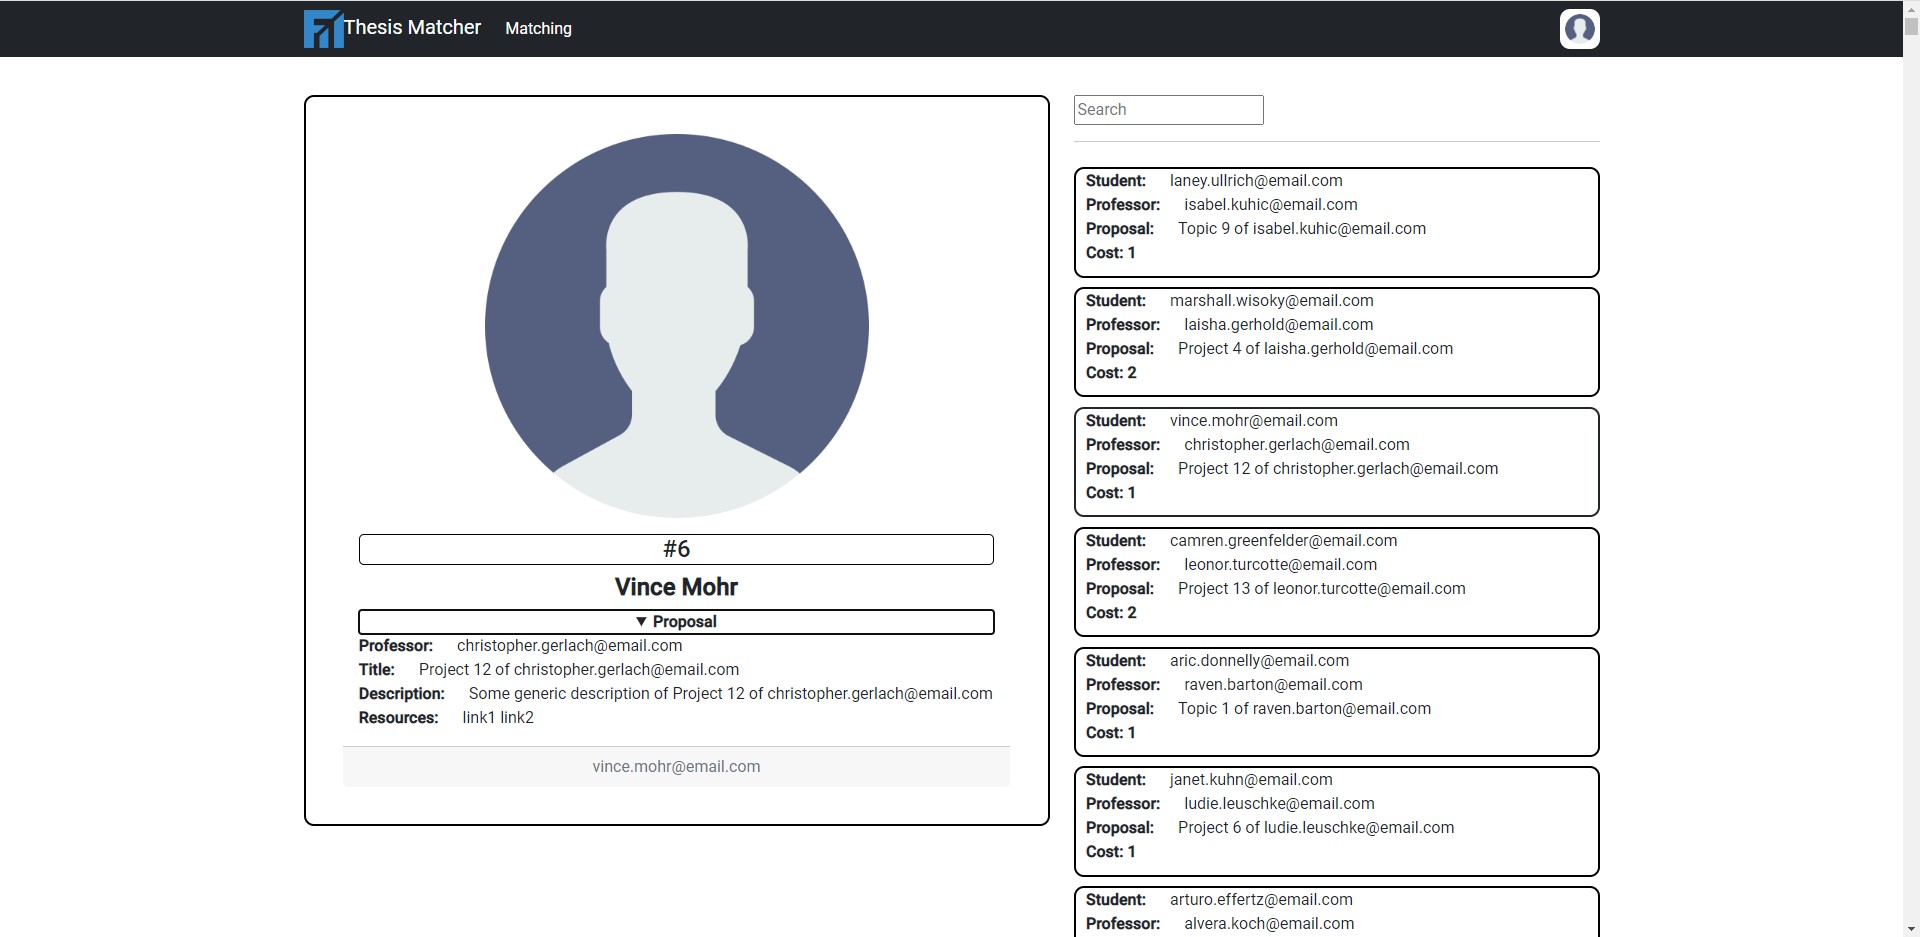 Thesis Matcher Matching
#6
Vince Mohr
▼ Proposal
Professor: christopher.gerlach@email.com
Title: Project 12 of christopher.gerlach@email.com
Description: Some generic description of Project 12 of christopher.gerlach@email.com
Resources: link1 link2
vince.mohr@email.com
Search
Student: laney.ullrich@email.com
Professor: isabel.kuhic@email.com
Proposal: Topic 9 of isabel.kuhic@email.com
Cost: 1
Student: marshall.wisoky@email.com
Professor: laisha.gerhold@email.com
Proposal: Project 4 of laisha.gerhold@email.com
Cost: 2
Student: vince.mohr@email.com
Professor: christopher.gerlach@email.com
Proposal: Project 12 of christopher.gerlach@email.com
Cost: 1
Student: camren.greenfelder@email.com
Professor: leonor.turcotte@email.com
Proposal: Project 13 of leonor.turcotte@email.com
Cost: 2
Student: aric.donnelly@email.com
Professor: raven.barton@email.com
Proposal: Topic 1 of raven.barton@email.com
Cost: 1
Student: janet.kuhn@email.com
Professor: ludie.leuschke@email.com
Proposal: Project 6 of ludie.leuschke@email.com
Cost: 1
Student: arturo.effertz@email.com
Professor: alvera.koch@email.com